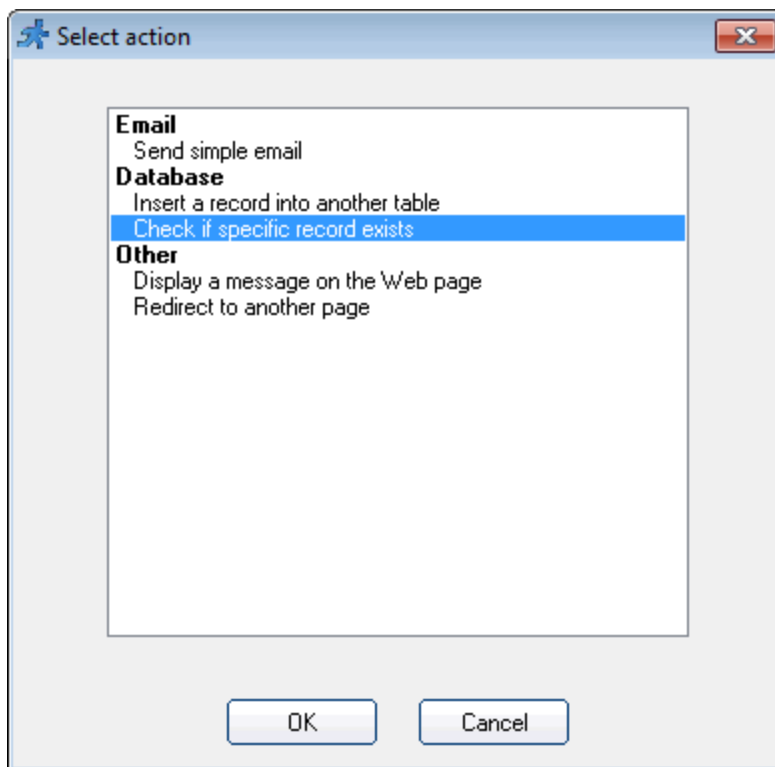 Select action
Email
Send simple email
Database
Insert a record into another table
Check if specific record exists
Other
Display a message on the Web page
Redirect to another page
OK
Cancel